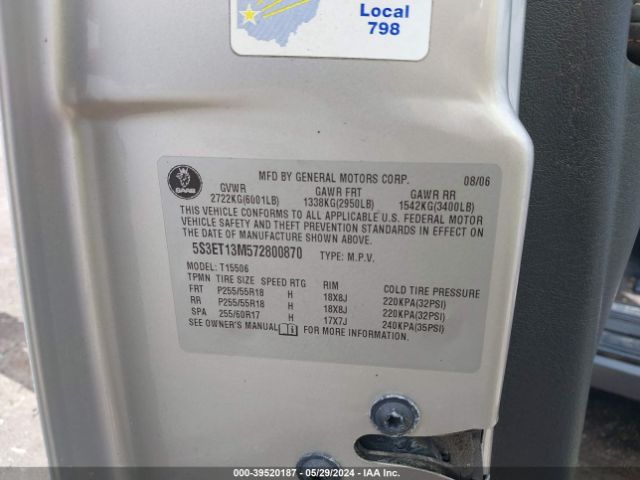 Local
798
SAAB
MFD BY GENERAL MOTORS CORP. 08/06
GVWR GAWR FRT GAWR RR
2722KG(6001LB) 1338KG(2950LB) 1542KG(3400LB)
THIS VEHICLE CONFORMS TO ALL APPLICABLE U.S. FEDERAL MOTOR
VEHICLE SAFETY AND THEFT PREVENTION STANDARDS IN EFFECT ON
THE DATE OF MANUFACTURE SHOWN ABOVE.
5S3ET13M572800870 TYPE: M.P.V.
MODEL: T15506
TPMN TIRE SIZE SPEED RTG RIM COLD TIRE PRESSURE
FRT P255/55R18 H 18X8J 220KPA(32PSI)
RR P255/55R18 H 18X8J 220KPA(32PSI)
SPA 255/60R17 H 17X7J 240KPA(35PSI)
SEE OWNER'S MANUAL FOR MORE INFORMATION.
000-39520187 - 05/29/2024 - IAA Inc.